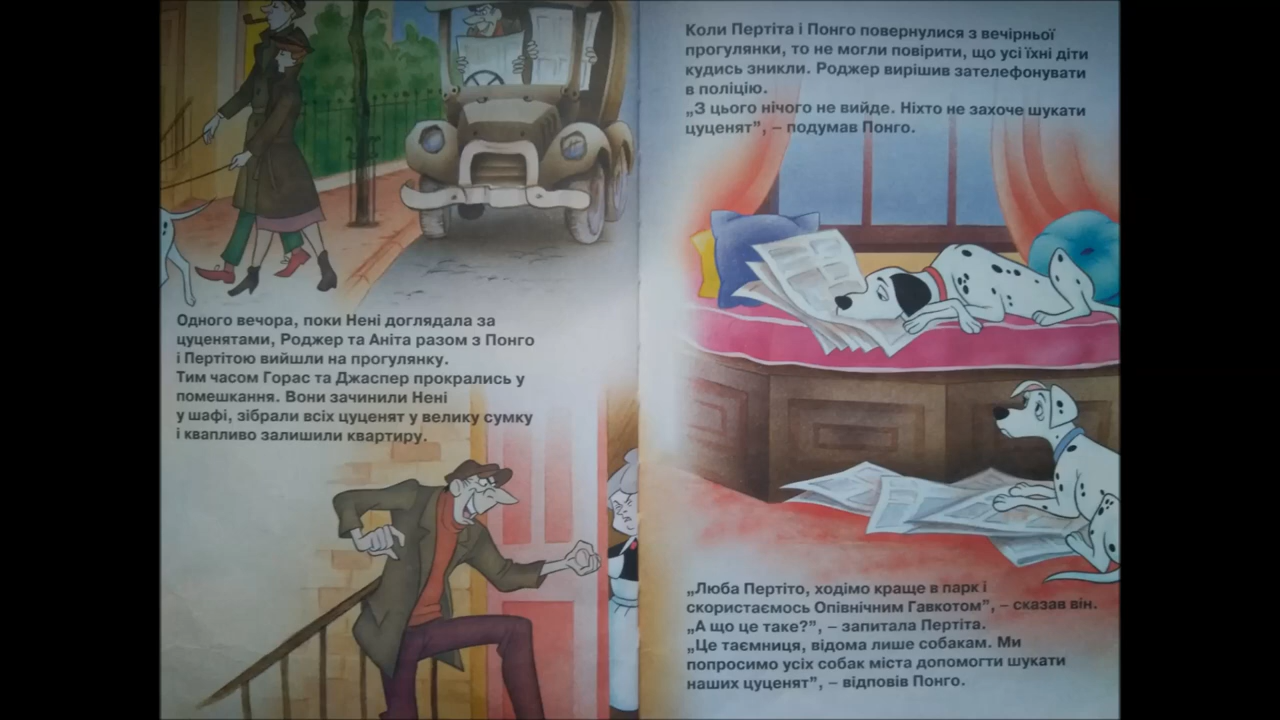 Одного вечора, поки Нені доглядала за
цуценятами, Роджер та Аніта разом з Понго
і Пертітою вийшли на прогулянку.
Тим часом Горас та Джаспер прокрались у
помешкання. Вони зачинили Нені
у шафі, зібрали всіх цуценят у велику сумку
і квапливо залишили квартиру.
Коли Пертіта і Понго повернулися з вечірньої
прогулянки, то не могли повірити, що усі їхні діти
кудись зникли. Роджер вирішив зателефонувати
в поліцію.
„З цього нічого не вийде. Ніхто не захоче шукати
цуценят”, – подумав Понго.
„Люба Пертіто, ходімо краще в парк і
скористаємось Опівнічним Гавкотом”, – сказав він.
„А що це таке?”, – запитала Пертіта.
„Це таємниця, відома лише собакам. Ми
попросимо усіх собак міста допомогти шукати
наших цуценят”, – відповів Понго.